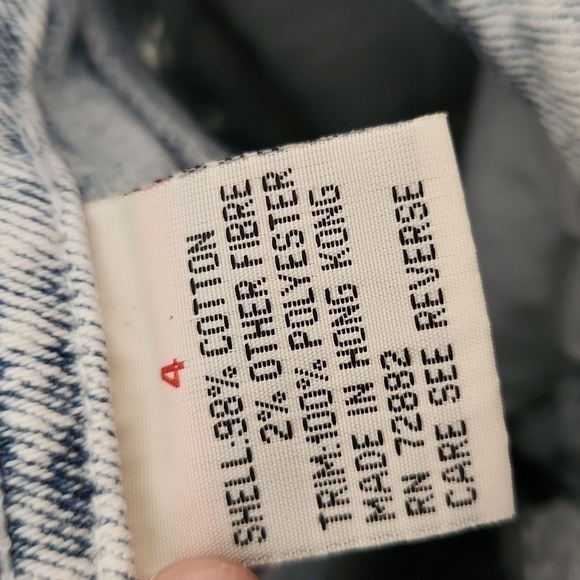 4
SHELL:98% COTTON
2% OTHER FIBRE
TRIM:100% POLYESTER
MADE IN HONG KONG
RN 72882
CARE SEE REVERSE